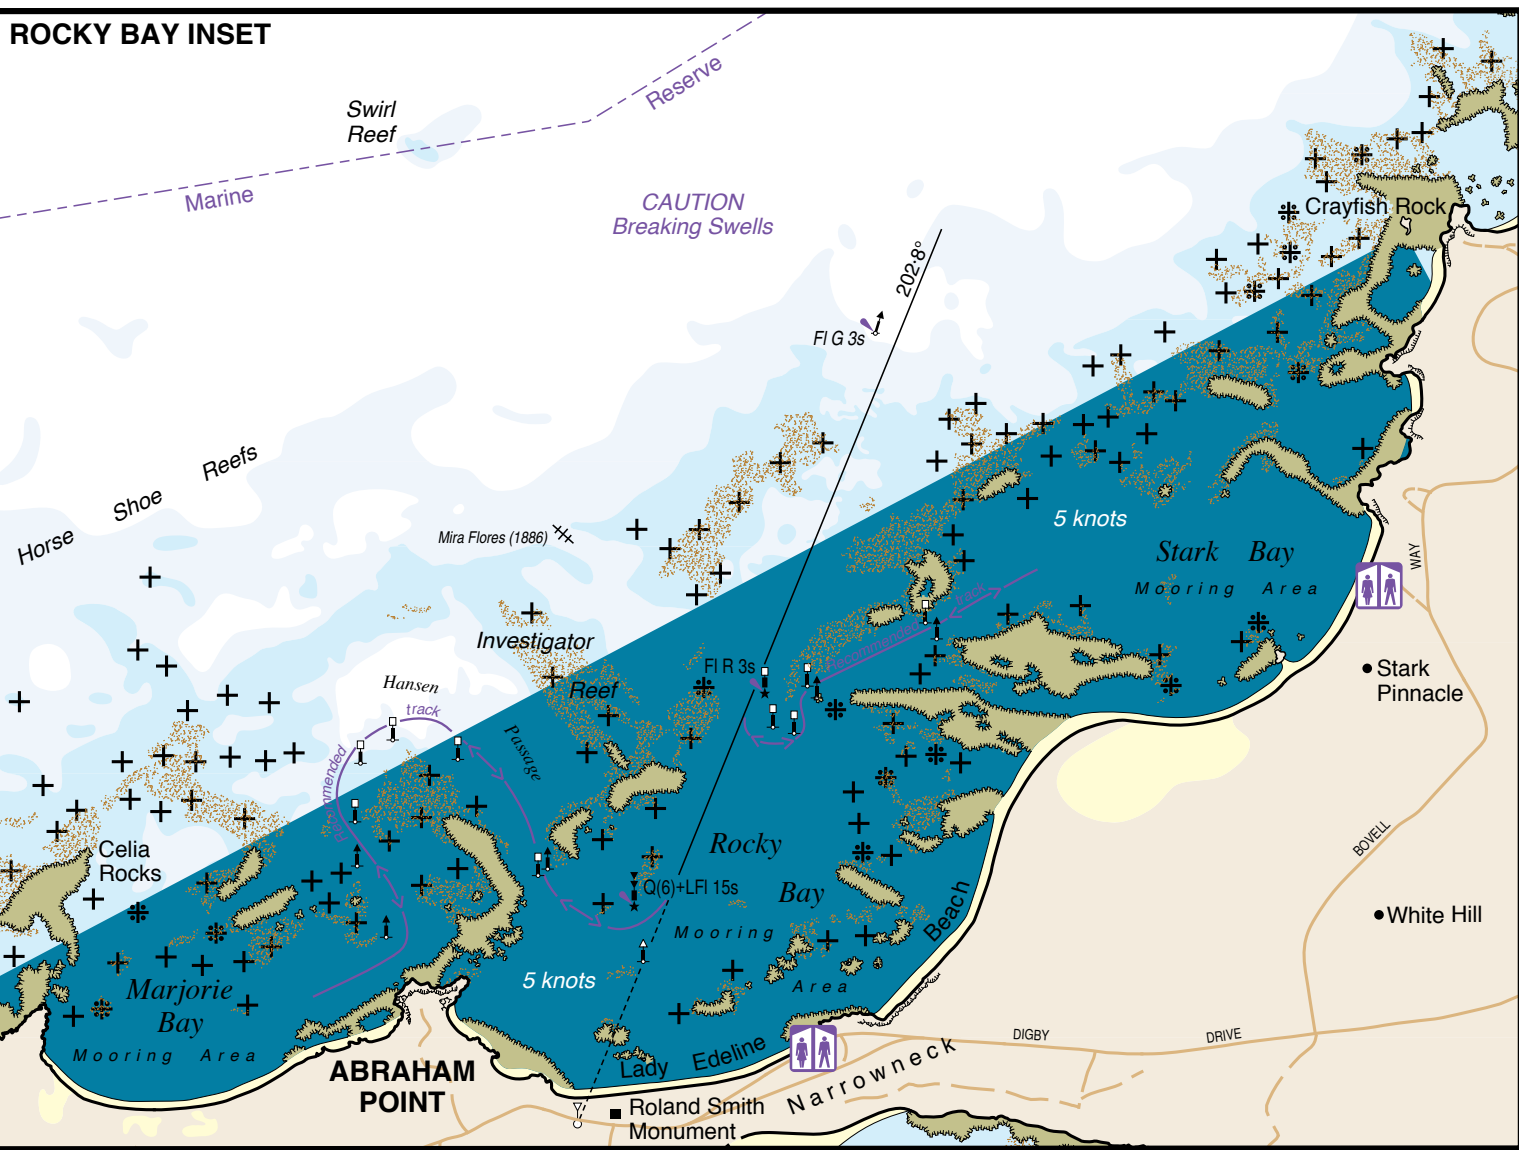 ROCKY BAY INSET
Swirl
Reef
Marine
Reserve
CAUTION
Breaking Swells
202·8°
Fl G 3s
Crayfish Rock
Horse Shoe Reefs
Mira Flores (1886)
5 knots
Stark Bay
Mooring Area
WAY
Investigator
Reef
Hansen
Passage
track
Recommended
Fl R 3s
Recommended track
Stark
Pinnacle
Celia
Rocks
Rocky
Bay
Mooring
Area
Q(6)+LFl 15s
BOVELL
White Hill
Beach
5 knots
Marjorie
Bay
Mooring Area
ABRAHAM
POINT
Lady Edeline
Narrowneck
DIGBY
DRIVE
Roland Smith
Monument